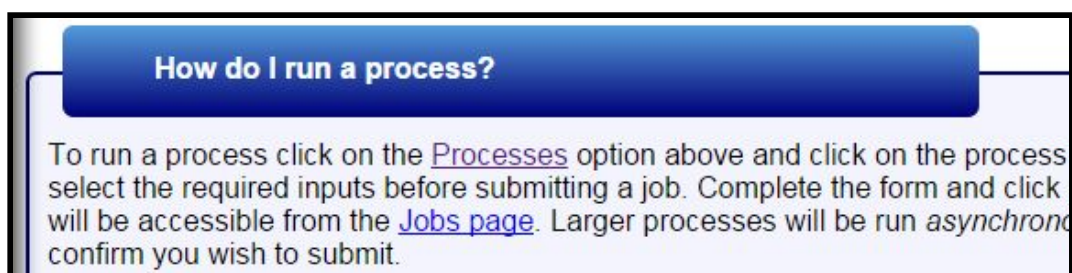 How do I run a process?
To run a process click on the Processes option above and click on the process
select the required inputs before submitting a job. Complete the form and click
will be accessible from the Jobs page. Larger processes will be run
confirm you wish to submit.